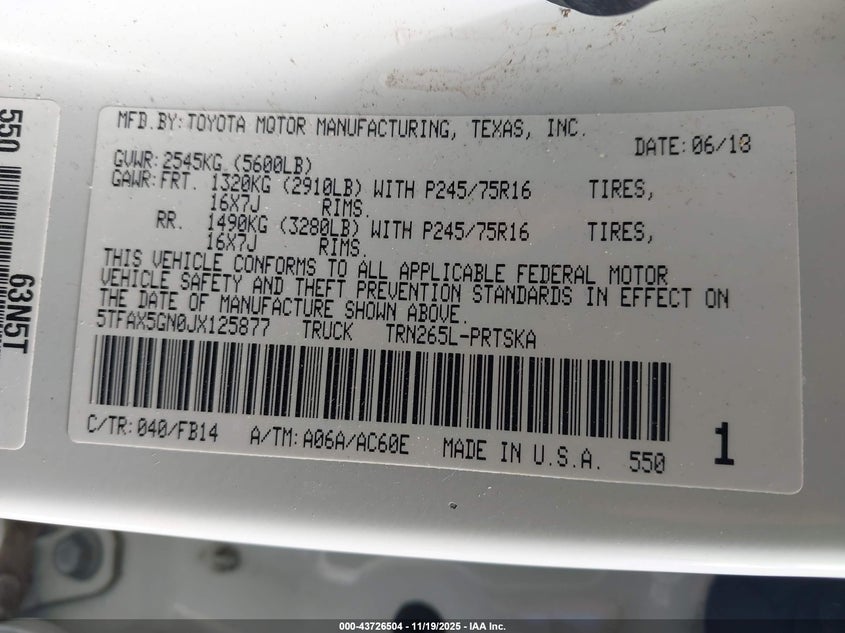 550
63N5T
MFD.BY:TOYOTA MOTOR MANUFACTURING, TEXAS, INC.
DATE:06/18
GVWR:2545KG (5600LB)
GAWR:FRT. 1320KG (2910LB) WITH P245/75R16 TIRES,
16X7J RIMS.
RR. 1490KG (3280LB) WITH P245/75R16 TIRES,
16X7J RIMS.
THIS VEHICLE CONFORMS TO ALL APPLICABLE FEDERAL MOTOR
VEHICLE SAFETY AND THEFT PREVENTION STANDARDS IN EFFECT ON
THE DATE OF MANUFACTURE SHOWN ABOVE.
5TFAX5GN0JX125877 TRUCK TRN265L-PRTSKA
C/TR:040/FB14 A/TM:A06A/AC60E MADE IN U.S.A. 550 1
000-43726504 - 11/19/2025 - IAA Inc.